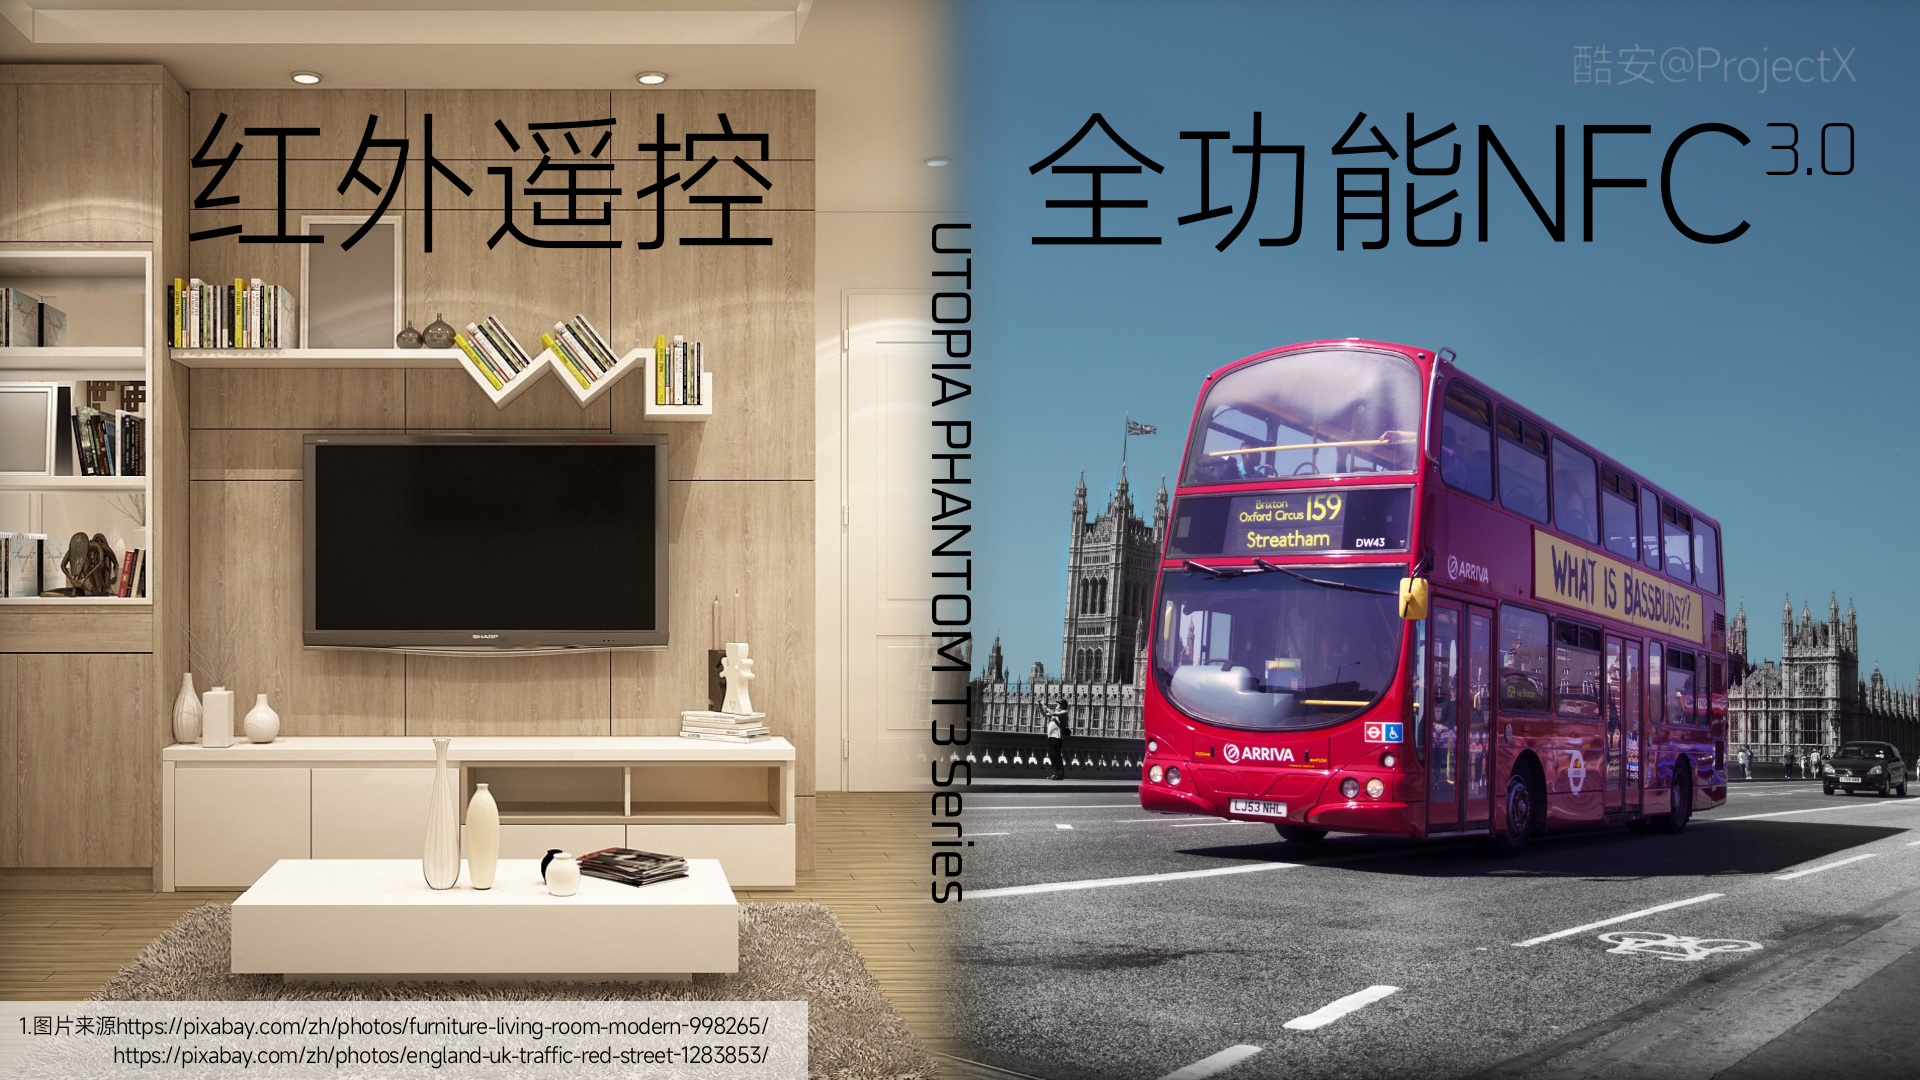 酷安@ProjectX
红外遥控
全功能NFC3.0
UTOPIA PHANTOM T3 Series
SHARP
Brixton
Oxford Circus 159
Streatham
DW43
ARRIVA
WHAT IS BASSBUDS??
ARRIVA
LJ53 NHL
1.图片来源https://pixabay.com/zh/photos/furniture-living-room-modern-998265/
https://pixabay.com/zh/photos/england-uk-traffic-red-street-1283853/